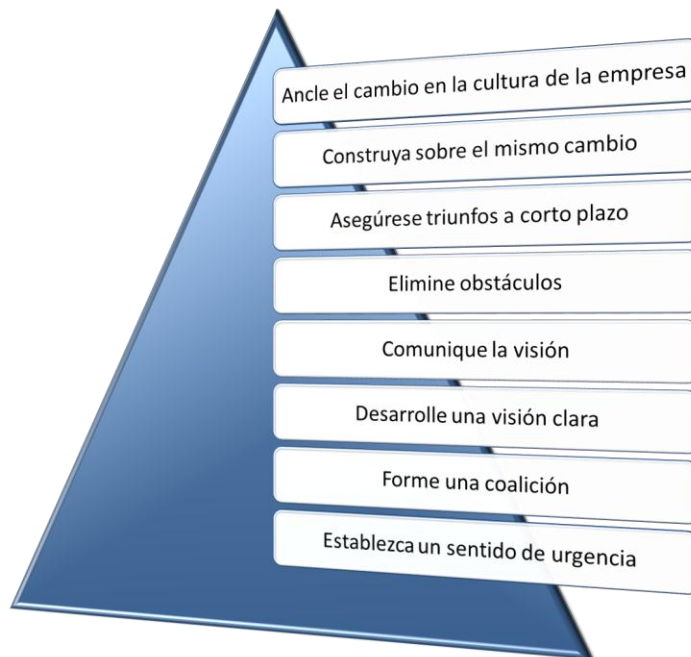 Ancle el cambio en la cultura de la empresa
Construya sobre el mismo cambio
Asegúrese triunfos a corto plazo
Elimine obstáculos
Comunique la visión
Desarrolle una visión clara
Forme una coalición
Establezca un sentido de urgencia